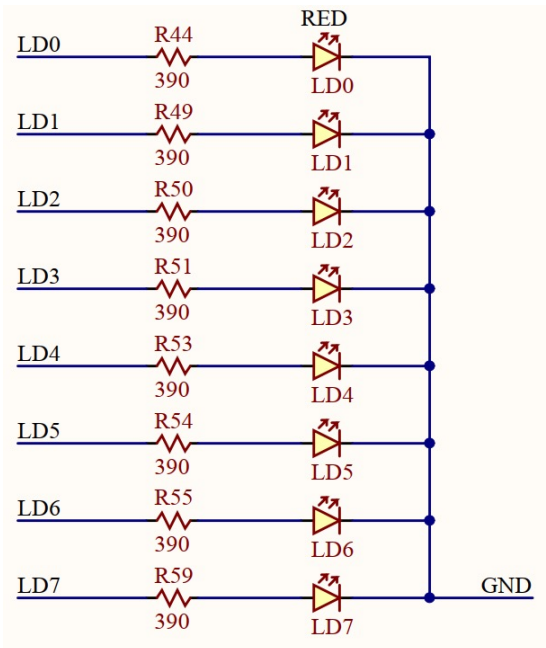 RED
LD0 R44
390 LD0
LD1 R49
390 LD1
LD2 R50
390 LD2
LD3 R51
390 LD3
LD4 R53
390 LD4
LD5 R54
390 LD5
LD6 R55
390 LD6
LD7 R59 GND
390 LD7